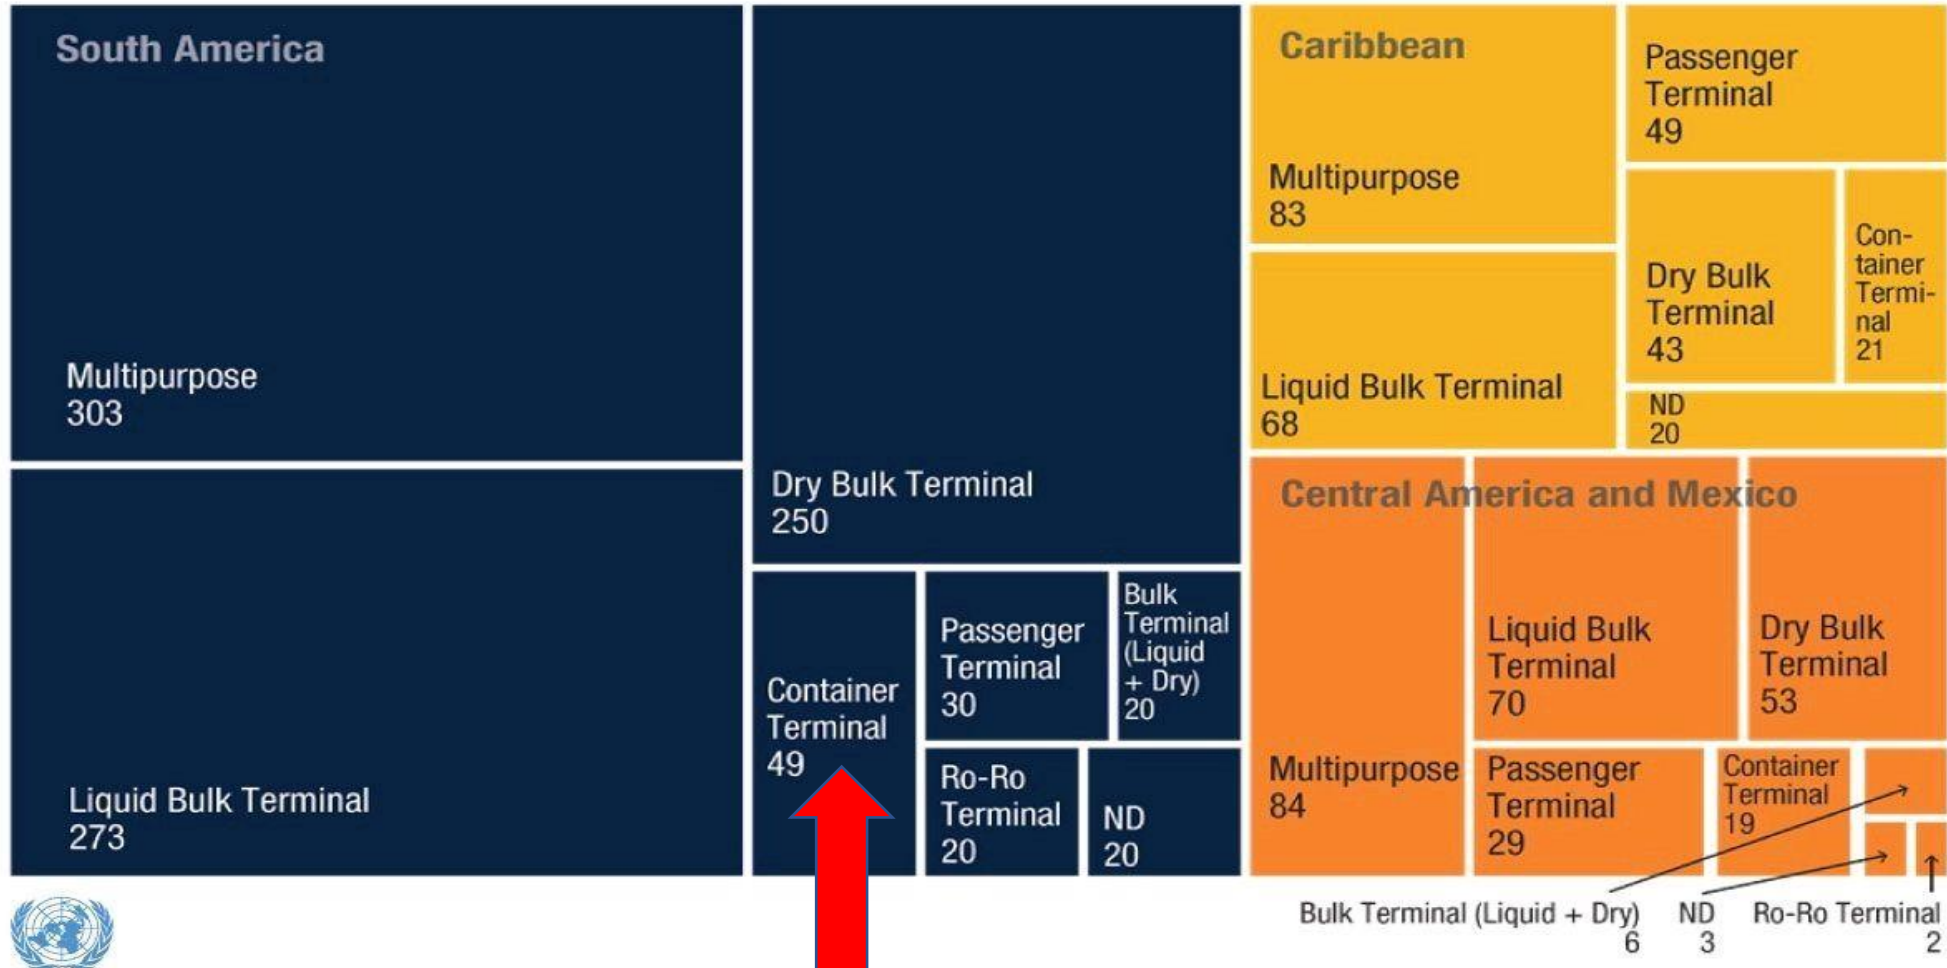 South America
Multipurpose
303
Liquid Bulk Terminal
273
Dry Bulk Terminal
250
Container
Terminal
49
Passenger
Terminal
30
Bulk
Terminal
(Liquid
+ Dry)
20
Ro-Ro
Terminal
20
ND
20
Caribbean
Multipurpose
83
Liquid Bulk Terminal
68
Passenger
Terminal
49
Dry Bulk
Terminal
43
Con-
tainer
Termi-
nal
21
ND
20
Central America and Mexico
Multipurpose
84
Liquid Bulk
Terminal
70
Dry Bulk
Terminal
53
Passenger
Terminal
29
Container
Terminal
19
Bulk Terminal (Liquid + Dry)
6
ND
3
Ro-Ro Terminal
2